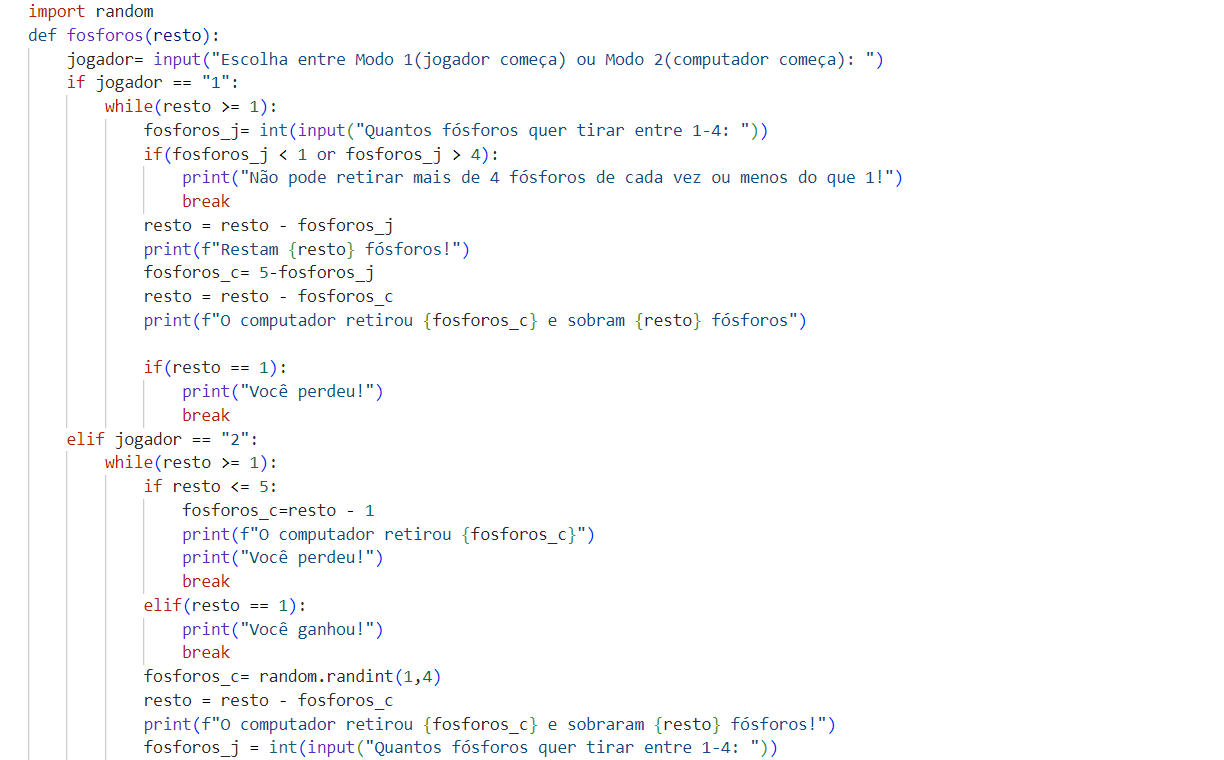 import random
def fosforos(resto):
    jogador= input("Escolha entre Modo 1(jogador começa) ou Modo 2(computador começa): ")
    if jogador == "1":
        while(resto >= 1):
            fosforos_j= int(input("Quantos fósforos quer tirar entre 1-4: "))
            if(fosforos_j < 1 or fosforos_j > 4):
                print("Não pode retirar mais de 4 fósforos de cada vez ou menos do que 1!")
                break
            resto = resto - fosforos_j
            print(f"Restam {resto} fósforos!")
            fosforos_c= 5-fosforos_j
            resto = resto - fosforos_c
            print(f"O computador retirou {fosforos_c} e sobram {resto} fósforos")

            if(resto == 1):
                print("Você perdeu!")
                break
    elif jogador == "2":
        while(resto >= 1):
            if resto <= 5:
                fosforos_c=resto - 1
                print(f"O computador retirou {fosforos_c}")
                print("Você perdeu!")
                break
            elif(resto == 1):
                print("Você ganhou!")
                break
            fosforos_c= random.randint(1,4)
            resto = resto - fosforos_c
            print(f"O computador retirou {fosforos_c} e sobraram {resto} fósforos!")
            fosforos_j = int(input("Quantos fósforos quer tirar entre 1-4: "))